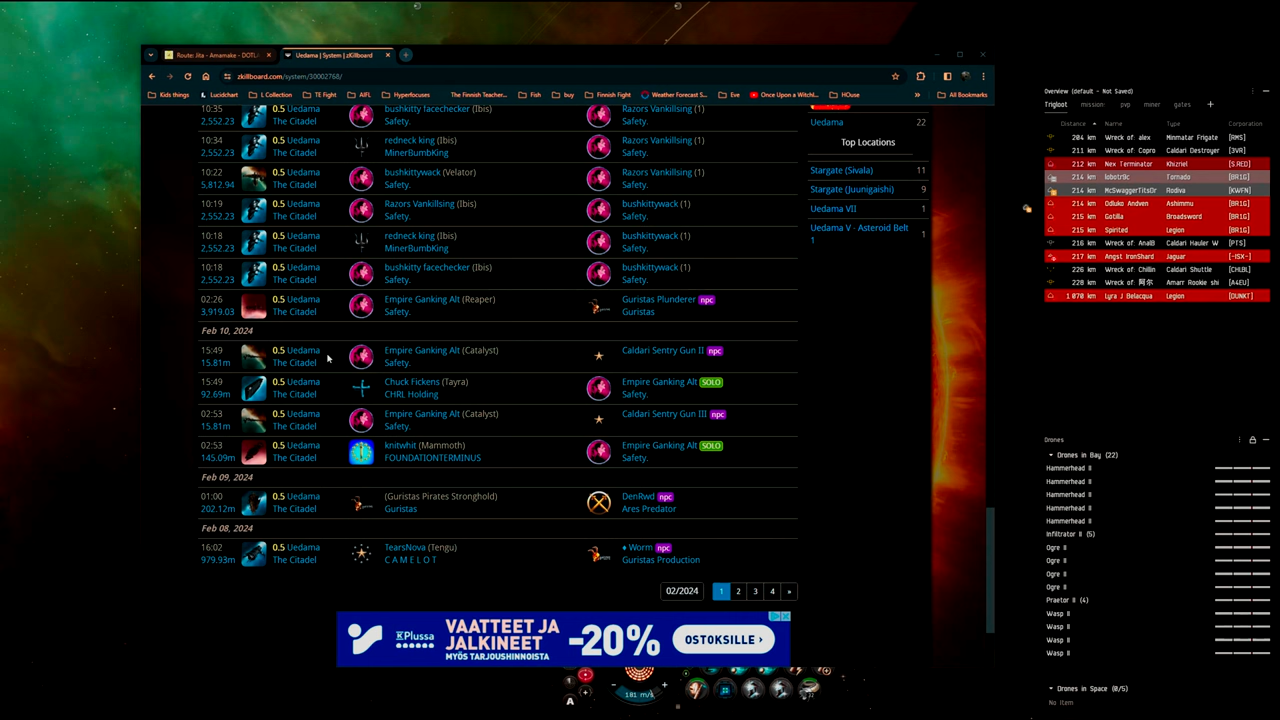 Route: Jita - Amamake - DOTL
Uedama | System | zKillboard
zkillboard.com/system/30002768/
Kids things
Lucidchart
L Collection
TE Fight
AIFL
Hyperfocuses
The Finnish Teacher...
Fish
buy
Finnish Fight
Weather Forecast S...
Eve
Once Upon a Witchl...
HOuse
»
All Bookmarks
10:35 Uedama bushkitty facechecker (Ibis) Razors Vankillsing (1)
2,552.23 The Citadel Safety. Safety.
10:34 0.5 Uedama redneck king (Ibis) Razors Vankillsing (1)
2,552.23 The Citadel MinerBumbKing Safety.
10:22 0.5 Uedama bushkittywack (Velator) Razors Vankillsing (1)
5,812.94 The Citadel Safety. Safety.
10:19 0.5 Uedama Razors Vankillsing (Ibis) bushkittywack (1)
2,552.23 The Citadel Safety. Safety.
10:18 0.5 Uedama redneck king (Ibis) bushkittywack (1)
2,552.23 The Citadel MinerBumbKing Safety.
10:18 0.5 Uedama bushkitty facechecker (Ibis) bushkittywack (1)
2,552.23 The Citadel Safety. Safety.
02:26 0.5 Uedama Empire Ganking Alt (Reaper) Guristas Plunderer npc
3,919.03 The Citadel Safety. Guristas
Feb 10, 2024
15:49 0.5 Uedama Empire Ganking Alt (Catalyst) Caldari Sentry Gun II npc
15.81m The Citadel Safety.
15:49 0.5 Uedama Chuck Fickens (Tayra) Empire Ganking Alt SOLO
92.69m The Citadel CHRL Holding Safety.
02:53 0.5 Uedama Empire Ganking Alt (Catalyst) Caldari Sentry Gun III npc
15.81m The Citadel Safety.
02:53 0.5 Uedama knitwhit (Mammoth) Empire Ganking Alt SOLO
145.09m The Citadel FOUNDATIONTERMINUS Safety.
Feb 09, 2024
01:00 0.5 Uedama (Guristas Pirates Stronghold) DenRwd npc
202.12m The Citadel Guristas Ares Predator
Feb 08, 2024
16:02 0.5 Uedama TearsNova (Tengu) ♦ Worm npc
979.93m The Citadel C A M E L O T Guristas Production
02/2024 1 2 3 4 »
Uedama 22
Top Locations
Stargate (Sivala) 11
Stargate (Juunigaishi) 9
Uedama VII 1
Uedama V - Asteroid Belt 1
1
K Plussa
VAATTEET JA
JALKINEET
MYÖS TARJOUSHINNOISTA
-20%
OSTOKSILLE ›
A
181 m/s
Overview (default - Not Saved)
Trigloot mission pvp miner gates +
Distance Name Type Corporation
204 km Wreck of alex Minmatar Frigate [RMS]
211 km Wreck of Copro Caldari Destroyer [3VR]
212 km Nex Terminator Khizriel [S.RED]
214 km lobotr9c Tornado [BR1G]
214 km McSwaggerTitsOr Rodiva [KWFN]
214 km Odluko Andven Ashimmu [BR1G]
215 km Gotilla Broadsword [BR1G]
215 km Spirited Legion [BR1G]
216 km Wreck of AnalB Caldari Hauler W [PTS]
217 km Angst IronShard Jaguar [-ISX-]
226 km Wreck of Chillin Caldari Shuttle [CHLBL]
228 km Wreck of 阿尔 Amarr Rookie shi [A4EU]
1 070 km Lyra J Belacqua Legion [DUNKT]
Drones
Drones in Bay (22)
Hammerhead II
Hammerhead II
Hammerhead II
Hammerhead II
Hammerhead II
Infiltrator II (5)
Ogre II
Ogre II
Ogre II
Ogre II
Praetor II (4)
Wasp II
Wasp II
Wasp II
Wasp II
Drones in Space (0/5)
No Item